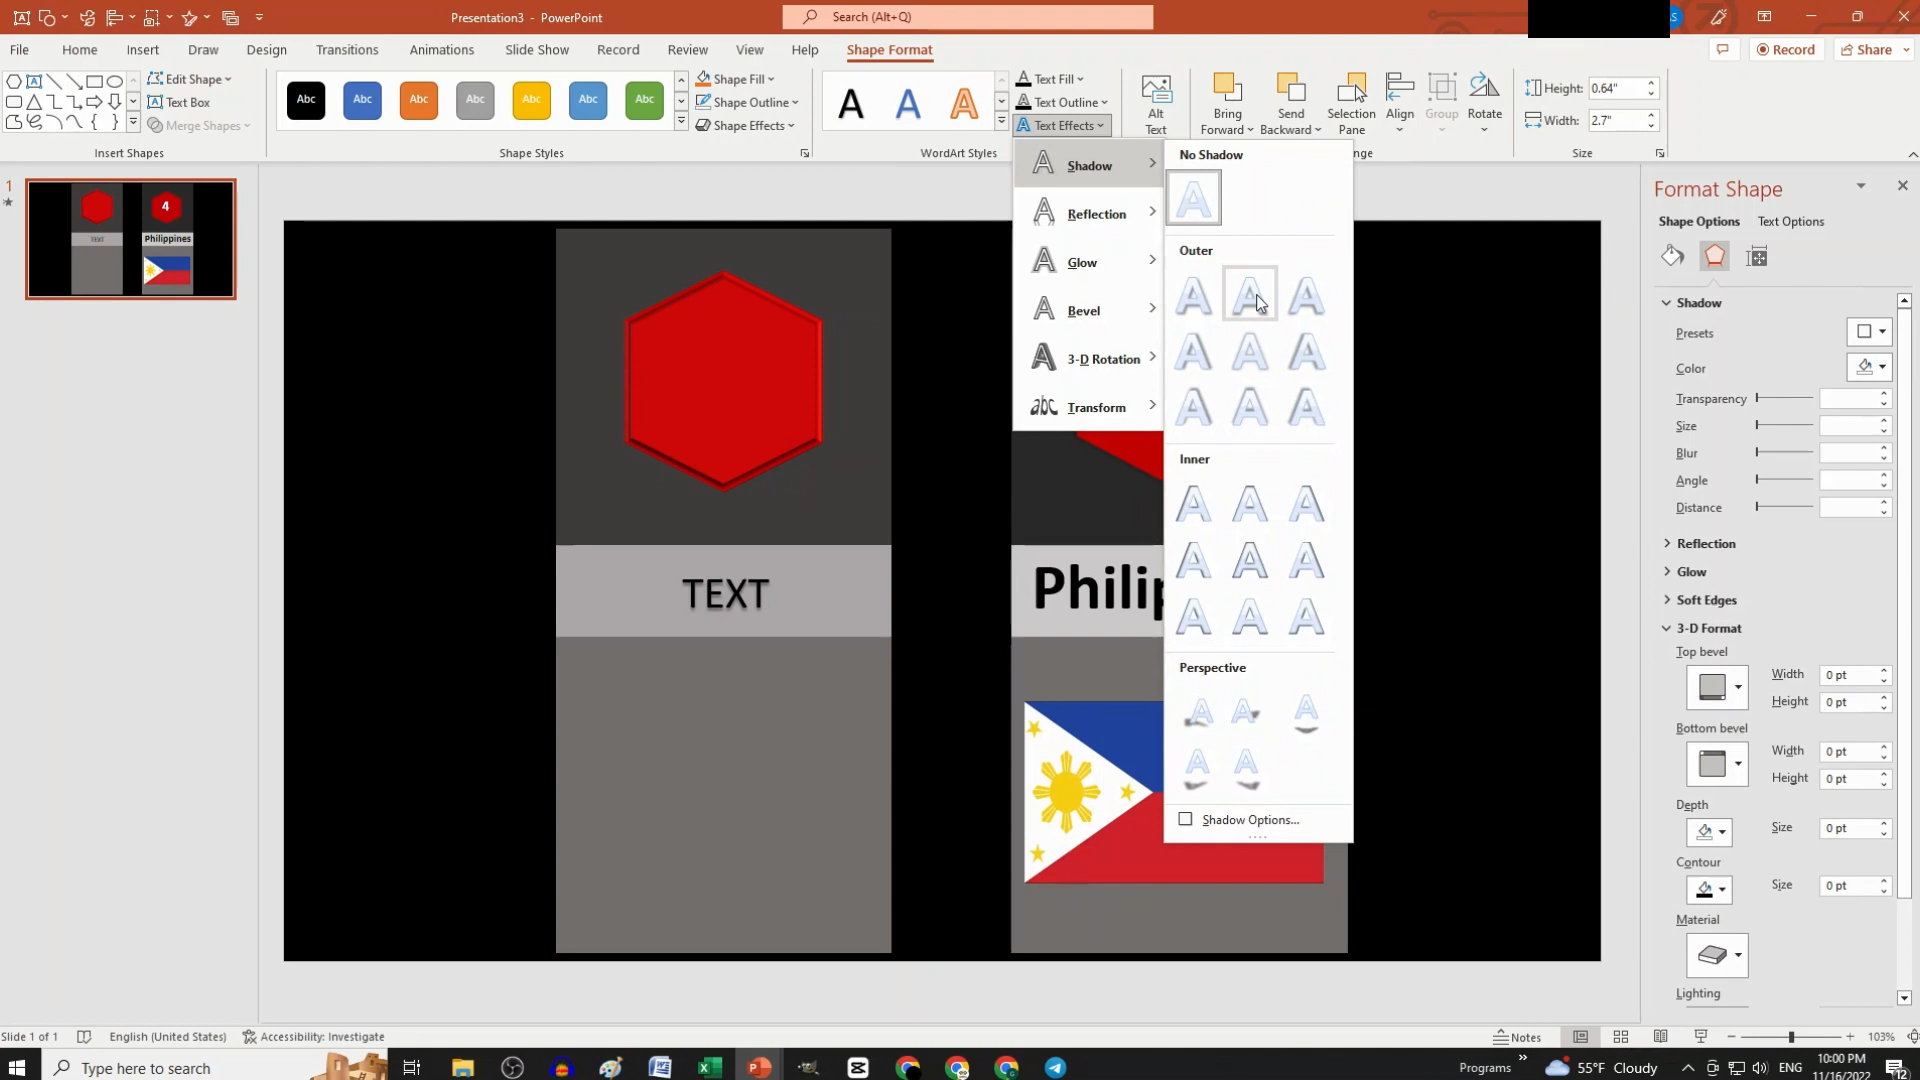 Presentation3 - PowerPoint
Search (Alt+Q)
File Home Insert Draw Design Transitions Animations Slide Show Record Review View Help Shape Format
Record Share
Edit Shape
Text Box
Merge Shapes
Insert Shapes
Abc Abc Abc Abc Abc Abc Abc
Shape Fill
Shape Outline
Shape Effects
Shape Styles
A A A
Text Fill
Text Outline
Text Effects
WordArt Styles
Alt
Text
Bring
Forward
Send
Backward
Selection
Pane
Align
Group
Rotate
nge
Height: 0.64"
Width: 2.7"
Size
Shadow
Reflection
Glow
Bevel
3-D Rotation
abc Transform
No Shadow
Outer
Inner
Perspective
Shadow Options...
1
4
TEXT
Philippines
TEXT
Philip
Format Shape
Shape Options Text Options
Shadow
Presets
Color
Transparency
Size
Blur
Angle
Distance
Reflection
Glow
Soft Edges
3-D Format
Top bevel
Width 0 pt
Height 0 pt
Bottom bevel
Width 0 pt
Height 0 pt
Depth
Size 0 pt
Contour
Size 0 pt
Material
Lighting
Slide 1 of 1 English (United States) Accessibility: Investigate
Notes
103%
Type here to search
Programs
55°F Cloudy
ENG
10:00 PM
11/16/2022
12